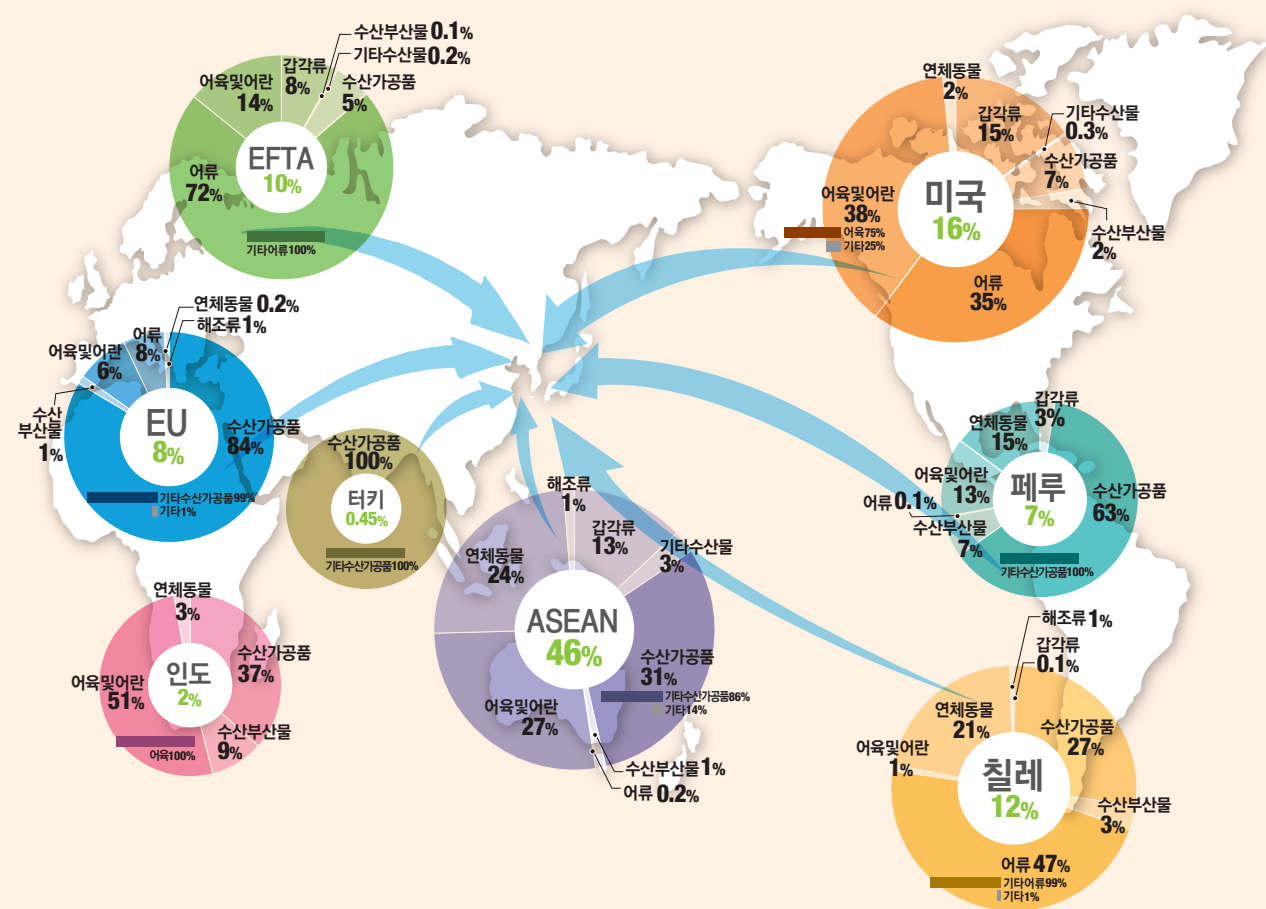 수산부산물 0.1%
기타수산물 0.2%
갑각류
8%
수산가공품
5%
어육및어란
14%
어류
72%
EFTA
10%
기타어류100%
연체동물
2%
갑각류
15%
기타수산물
0.3%
수산가공품
7%
수산부산물
2%
어육및어란
38%
어육75%
기타25%
미국
16%
어류
35%
연체동물 0.2%
해조류 1%
어류
8%
어육및어란
6%
수산
부산물
1%
EU
8%
수산가공품
84%
기타수산가공품99%
기타1%
수산가공품
100%
터키
0.45%
기타수산가공품100%
갑각류
3%
연체동물
15%
어육및어란
13%
어류 0.1%
수산부산물
7%
페루
7%
수산가공품
63%
기타수산가공품100%
해조류
1%
갑각류
13%
기타수산물
3%
연체동물
24%
ASEAN
46%
수산가공품
31%
기타수산가공품86%
기타14%
어육및어란
27%
수산부산물 1%
어류 0.2%
연체동물
3%
수산가공품
37%
어육및어란
51%
인도
2%
수산부산물
9%
어육100%
해조류 1%
갑각류
0.1%
연체동물
21%
수산가공품
27%
어육및어란
1%
칠레
12%
수산부산물
3%
어류 47%
기타어류99%
기타1%